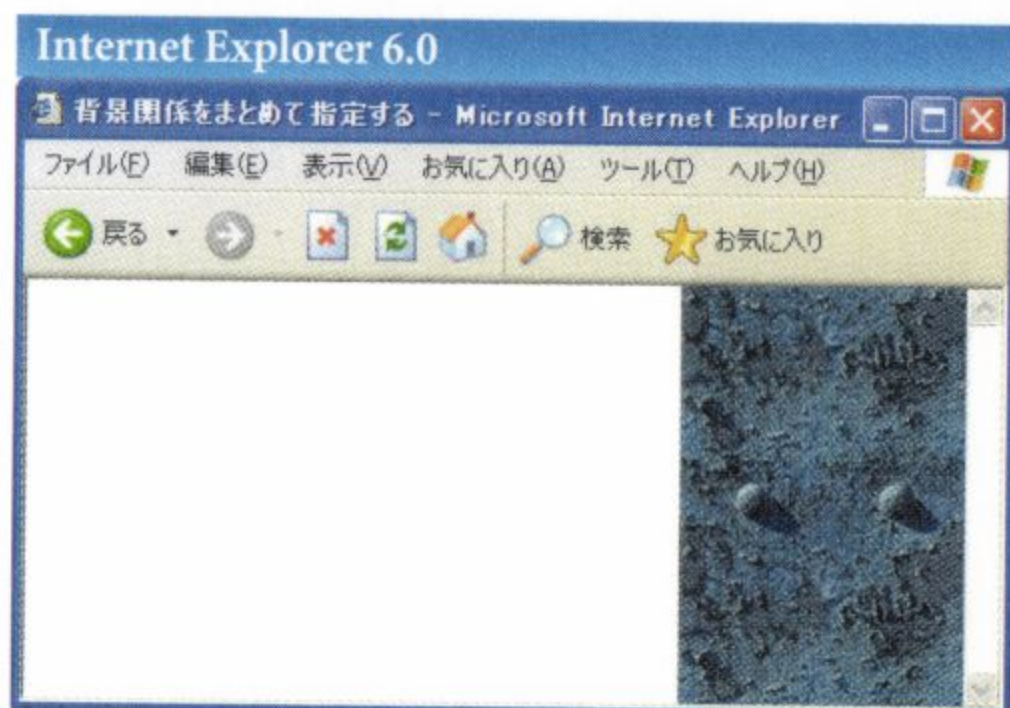 Internet Explorer 6.0
背景関係をまとめて指定する - Microsoft Internet Explorer
ファイル(F) 編集(E) 表示(V) お気に入り(A) ツール(T) ヘルプ(H)
戻る 検索 お気に入り